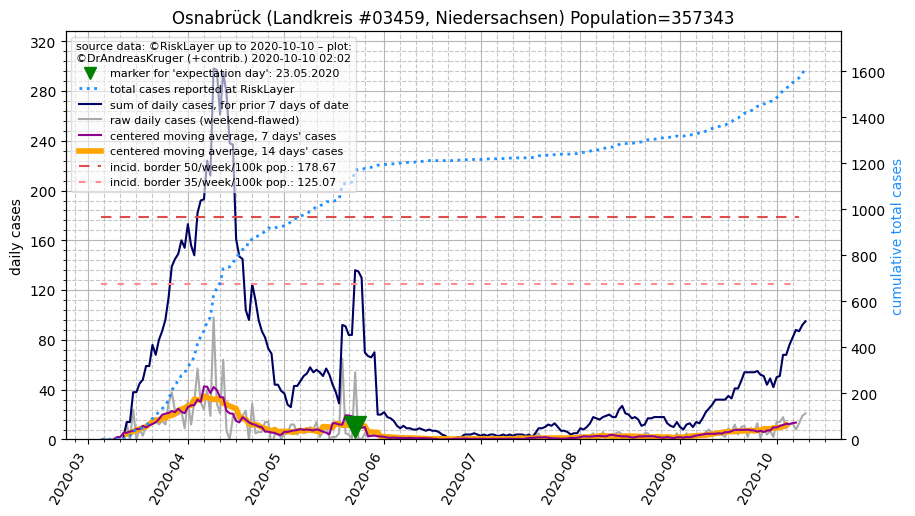 Osnabrück (Landkreis #03459, Niedersachsen) Population=357343
source data: ©RiskLayer up to 2020-10-10 – plot:
©DrAndreasKruger (+contrib.) 2020-10-10 02:02
marker for 'expectation day': 23.05.2020
total cases reported at RiskLayer
sum of daily cases, for prior 7 days of date
raw daily cases (weekend-flawed)
centered moving average, 7 days' cases
centered moving average, 14 days' cases
incid. border 50/week/100k pop.: 178.67
incid. border 35/week/100k pop.: 125.07
daily cases
320
280
240
200
160
120
80
40
0
1600
1400
1200
1000
800
600
400
200
0
cumulative total cases
2020-03
2020-04
2020-05
2020-06
2020-07
2020-08
2020-09
2020-10